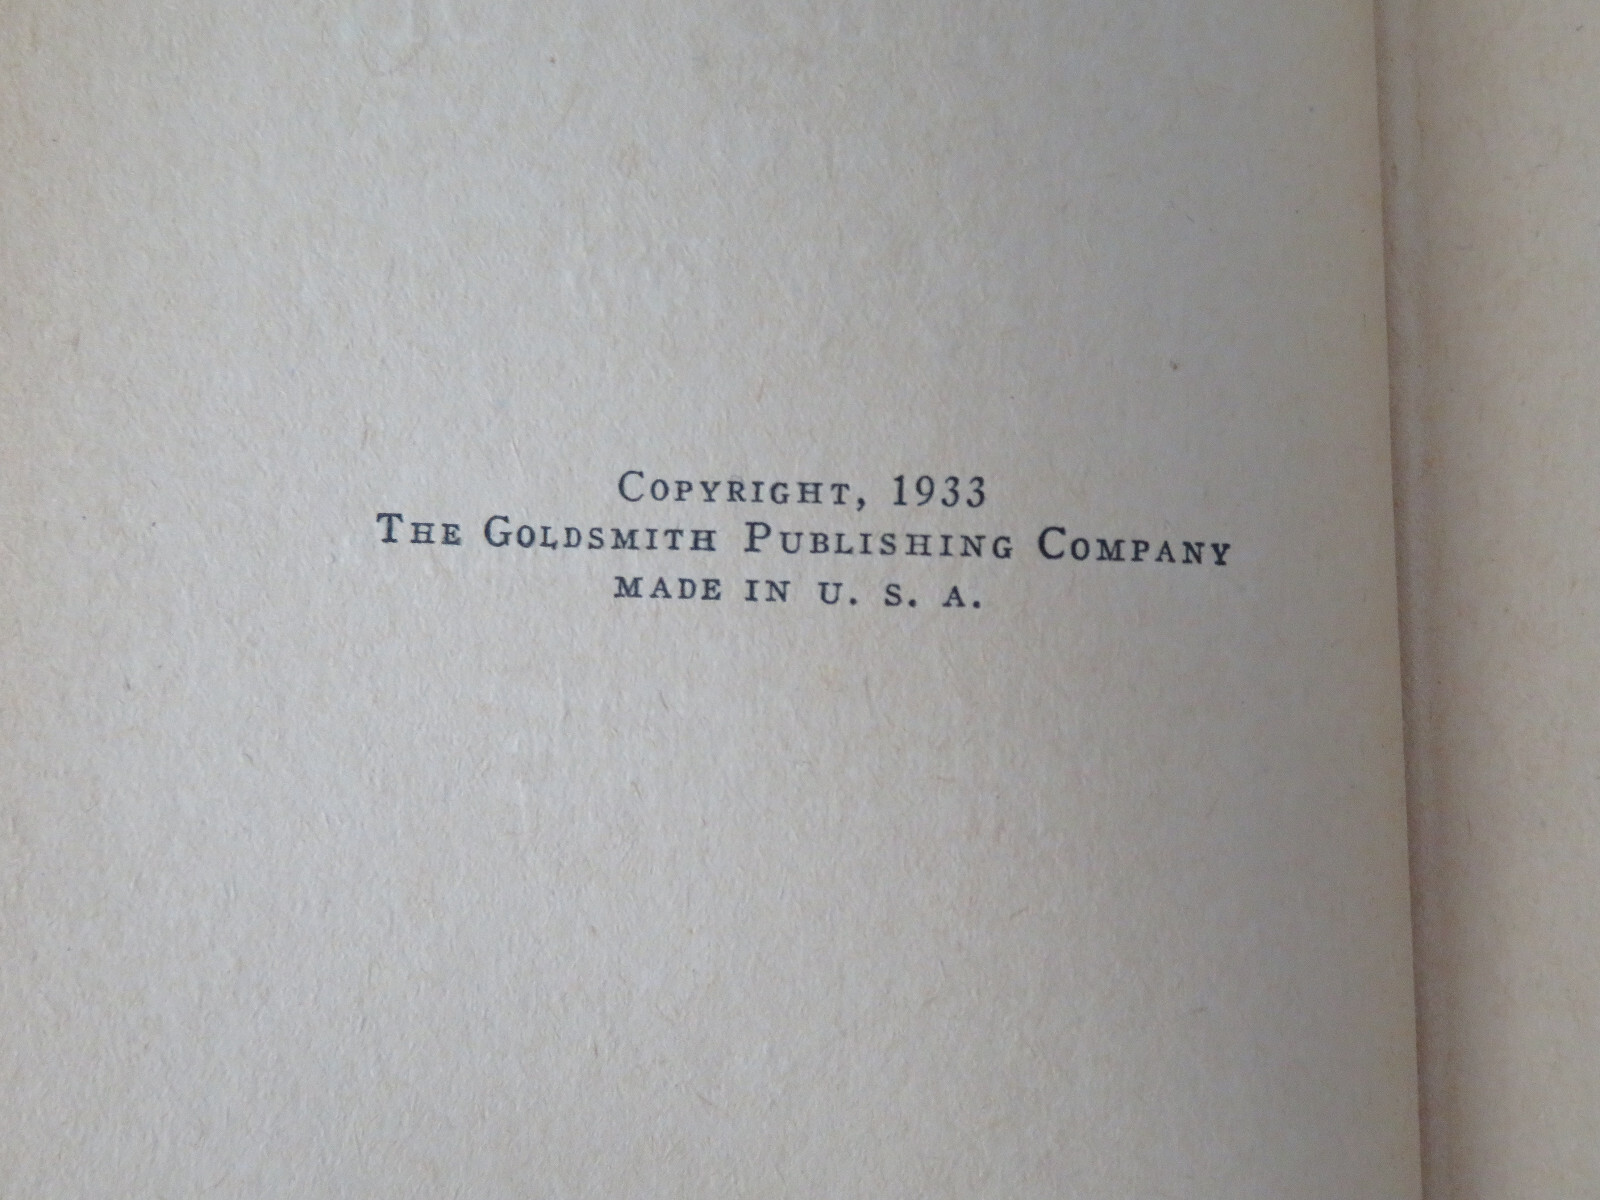 Copyright, 1933
The Goldsmith Publishing Company
MADE IN U. S. A.